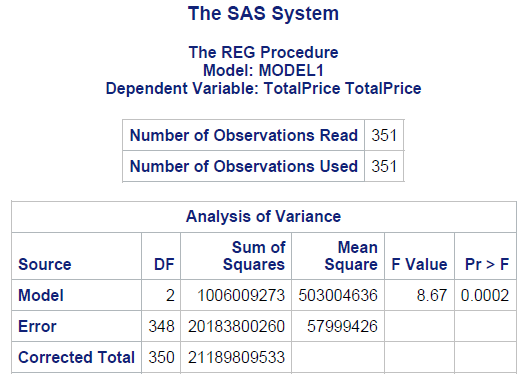 The SAS System
The REG Procedure
Model: MODEL1
Dependent Variable: TotalPrice TotalPrice
Number of Observations Read 351
Number of Observations Used 351
Analysis of Variance
Source DF Sum of Squares Mean Square F Value Pr > F
Model 2 1006009273 503004636 8.67 0.0002
Error 348 20183800260 57999426
Corrected Total 350 21189809533